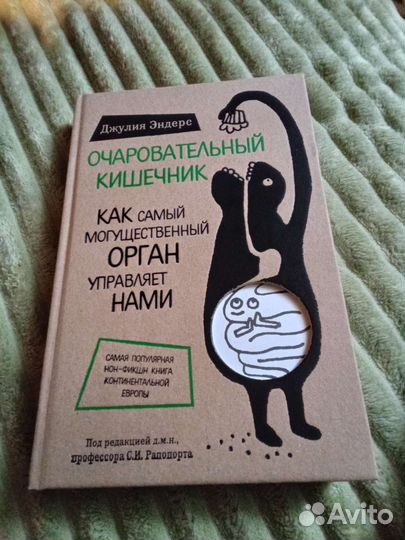 Джулия Эндерс
ОЧАРОВАТЕЛЬНЫЙ
КИШЕЧНИК
КАК САМЫЙ
МОГУЩЕСТВЕННЫЙ
ОРГАН
УПРАВЛЯЕТ
НАМИ
САМАЯ ПОПУЛЯРНАЯ
НОН-ФИКШН КНИГА
КОНТИНЕНТАЛЬНОЙ
ЕВРОПЫ
Под редакцией д.м.н.,
профессора С.И. Рапопорта
Avito